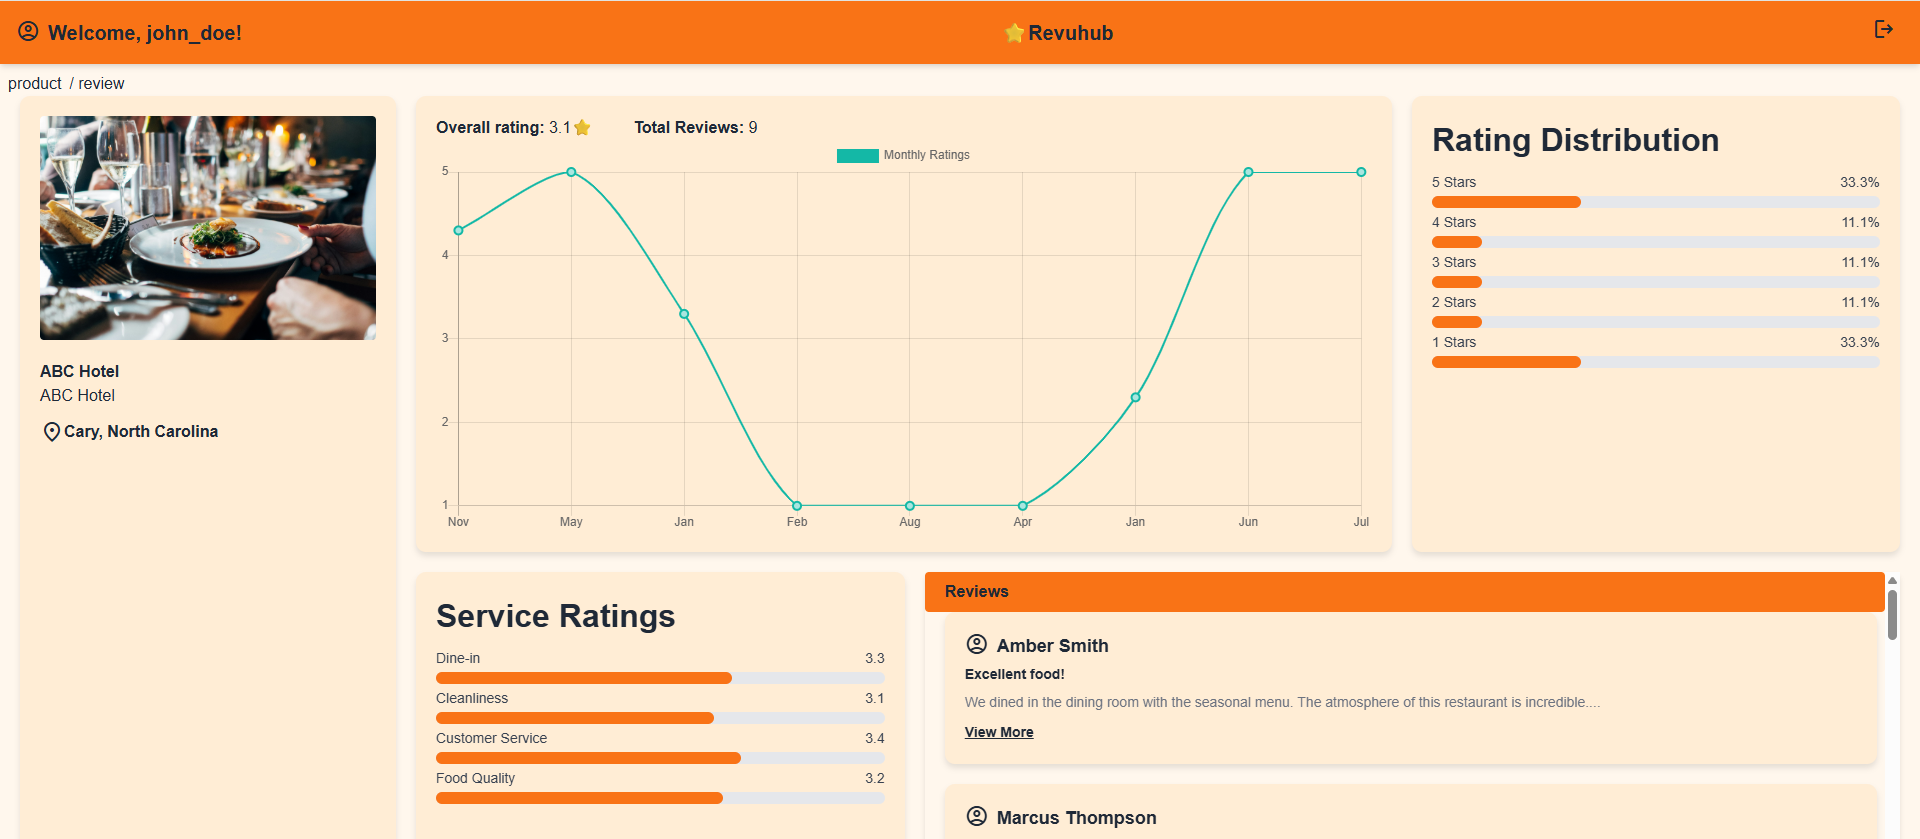 Welcome, john_doe!
⭐Revuhub
product / review
ABC Hotel
ABC Hotel
Cary, North Carolina
Overall rating: 3.1⭐ Total Reviews: 9
Monthly Ratings
5
4
3
2
1
Nov May Jan Feb Aug Apr Jan Jun Jul
Rating Distribution
5 Stars 33.3%
4 Stars 11.1%
3 Stars 11.1%
2 Stars 11.1%
1 Stars 33.3%
Service Ratings
Dine-in 3.3
Cleanliness 3.1
Customer Service 3.4
Food Quality 3.2
Reviews
Amber Smith
Excellent food!
We dined in the dining room with the seasonal menu. The atmosphere of this restaurant is incredible....
View More
Marcus Thompson